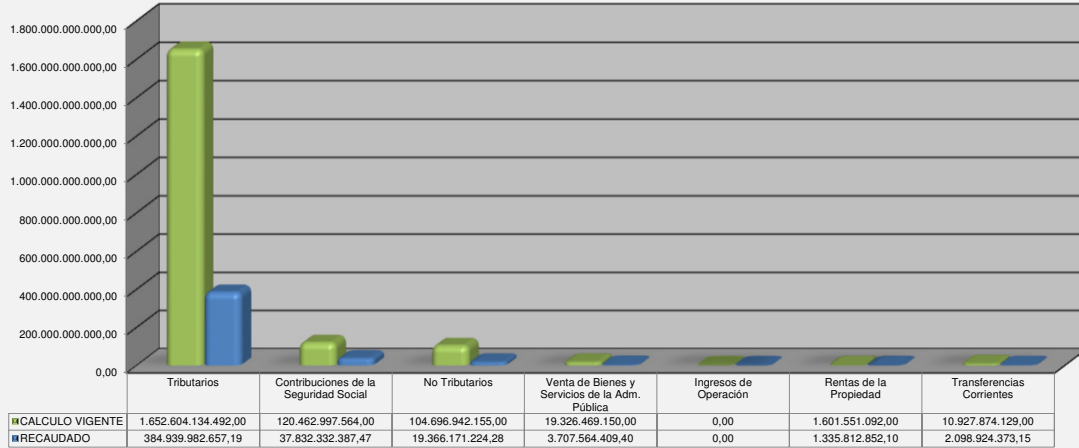 1.800.000.000.000,00
1.600.000.000.000,00
1.400.000.000.000,00
1.200.000.000.000,00
1.000.000.000.000,00
800.000.000.000,00
600.000.000.000,00
400.000.000.000,00
200.000.000.000,00
0,00
Tributarios
Contribuciones de la
Seguridad Social
No Tributarios
Venta de Bienes y
Servicios de la Adm.
Pública
Ingresos de
Operación
Rentas de la
Propiedad
Transferencias
Corrientes
CALCULO VIGENTE 1.652.604.134.492,00 120.462.997.564,00 104.696.942.155,00 19.326.469.150,00 0,00 1.601.551.092,00 10.927.874.129,00
RECAUDADO 384.939.982.657,19 37.832.332.387,47 19.366.171.224,28 3.707.564.409,40 0,00 1.335.812.852,10 2.098.924.373,15